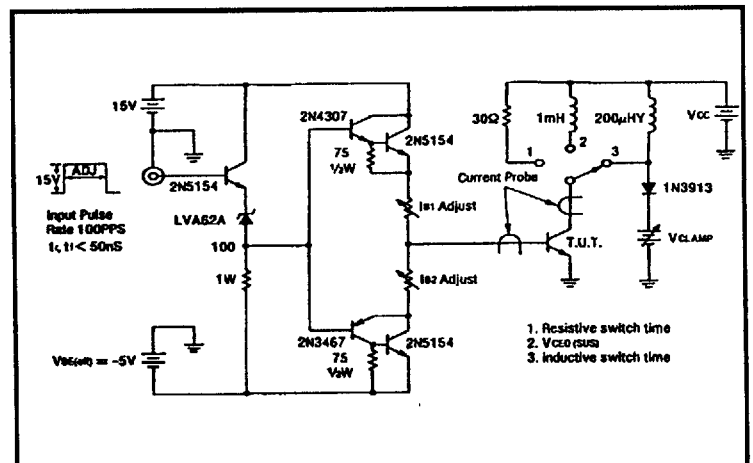 15V
30Ω
1mH
200μHY
VCC
2N4307
2N5154
75
½W
1
2
3
15V
ADJ
2N5154
Current Probe
1N3913
Input Pulse
Rate 100PPS
tr, tf < 50nS
LVA62A
IB1 Adjust
T.U.T.
VCLAMP
100
1W
IB2 Adjust
2N3467
2N5154
75
½W
VBE(off) = -5V
1. Resistive switch time
2. VCEO (SUS)
3. inductive switch time